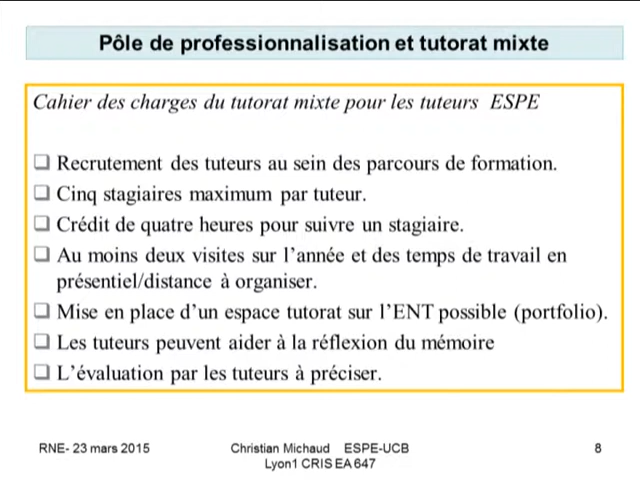 Pôle de professionnalisation et tutorat mixte
Cahier des charges du tutorat mixte pour les tuteurs ESPE
❑ Recrutement des tuteurs au sein des parcours de formation.
❑ Cinq stagiaires maximum par tuteur.
❑ Crédit de quatre heures pour suivre un stagiaire.
❑ Au moins deux visites sur l'année et des temps de travail en
présentiel/distance à organiser.
❑ Mise en place d'un espace tutorat sur l'ENT possible (portfolio).
❑ Les tuteurs peuvent aider à la réflexion du mémoire
❑ L'évaluation par les tuteurs à préciser.
RNE- 23 mars 2015
Christian Michaud ESPE-UCB
Lyon1 CRIS EA 647
8